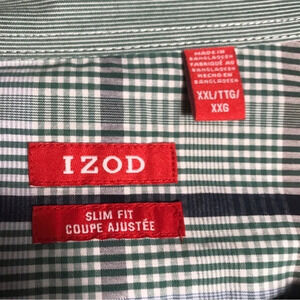 MADE IN
BANGLADESH
FABRIQUÉ AU
BANGLADESH
HECHO EN
BANGLADESH
XXL/TTG/
XXG
IZOD
SLIM FIT
COUPE AJUSTÉE